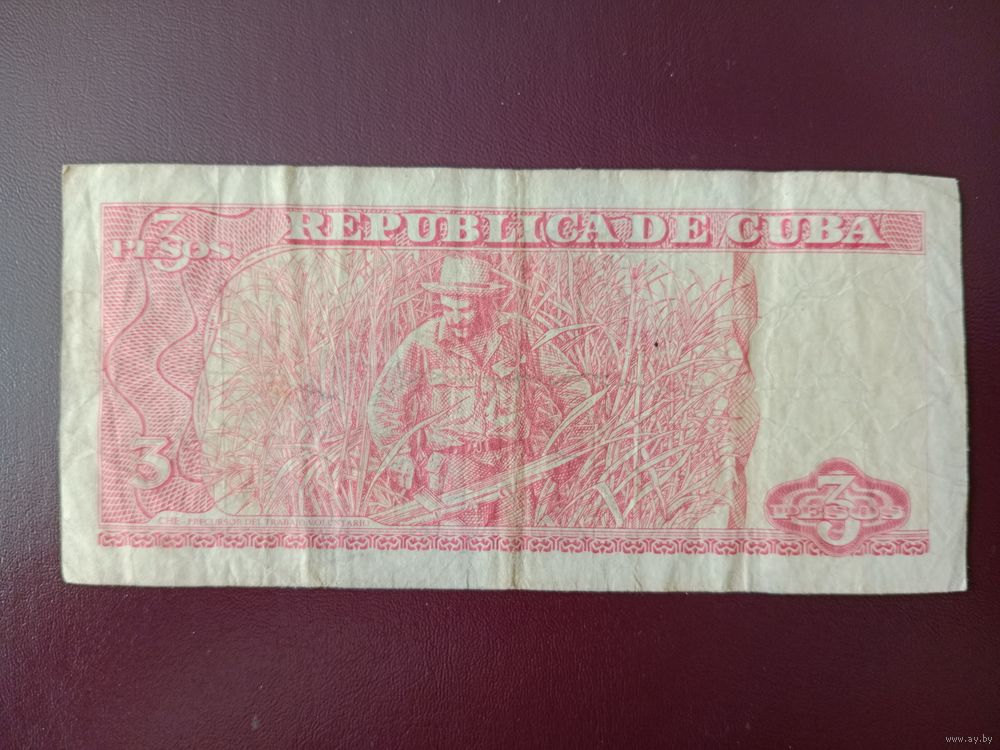 3
PESOS
REPUBLICA DE CUBA
3
CHE - PRECURSOR DEL TRABAJO VOLUNTARIO
3
PESOS
www.ay.by